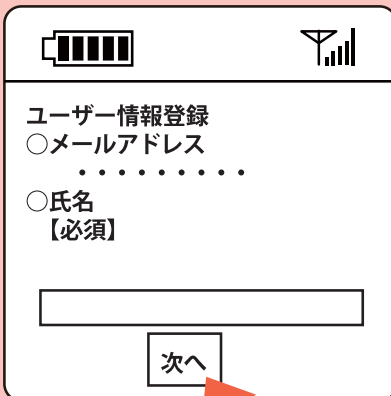 ユーザー情報登録
○メールアドレス
・・・・・・・・・
○氏名
【必須】
次へ